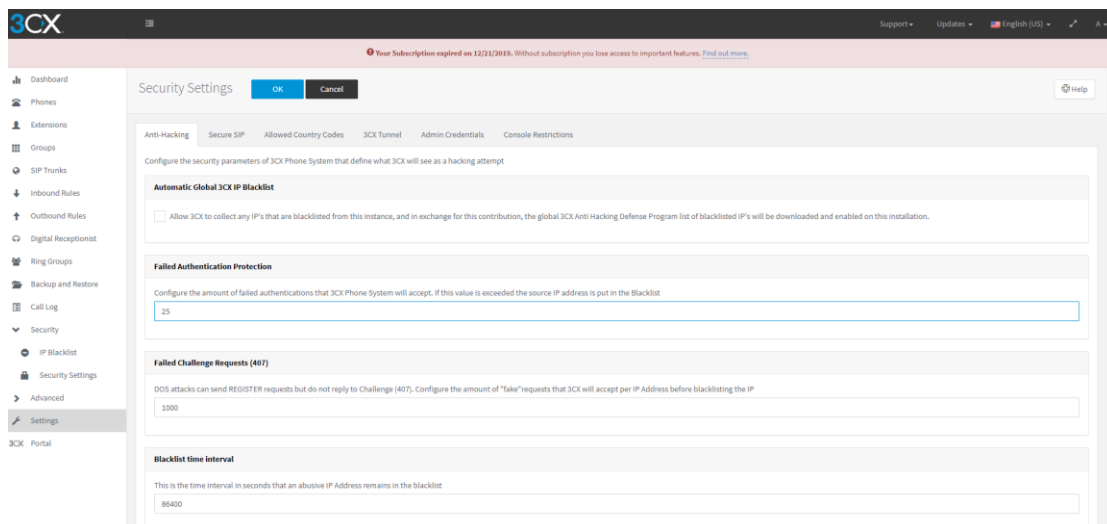 3CX
Support
Updates
English (US)
A
Your Subscription expired on 12/21/2019. Without subscription you lose access to important features. Find out more.
Dashboard
Phones
Extensions
Groups
SIP Trunks
Inbound Rules
Outbound Rules
Digital Receptionist
Ring Groups
Backup and Restore
Call Log
Security
IP Blacklist
Security Settings
Advanced
Settings
3CX Portal
Security Settings OK Cancel Help
Anti-Hacking Secure SIP Allowed Country Codes 3CX Tunnel Admin Credentials Console Restrictions
Configure the security parameters of 3CX Phone System that define what 3CX will see as a hacking attempt
Automatic Global 3CX IP Blacklist
Allow 3CX to collect any IP's that are blacklisted from this instance, and in exchange for this contribution, the global 3CX Anti Hacking Defense Program list of blacklisted IP's will be downloaded and enabled on this installation.
Failed Authentication Protection
Configure the amount of failed authentications that 3CX Phone System will accept. If this value is exceeded the source IP address is put in the Blacklist
25
Failed Challenge Requests (407)
DOS attacks can send REGISTER requests but do not reply to Challenge (407). Configure the amount of "fake"requests that 3CX will accept per IP Address before blacklisting the IP
1000
Blacklist time interval
This is the time interval in seconds that an abusive IP Address remains in the blacklist
86400